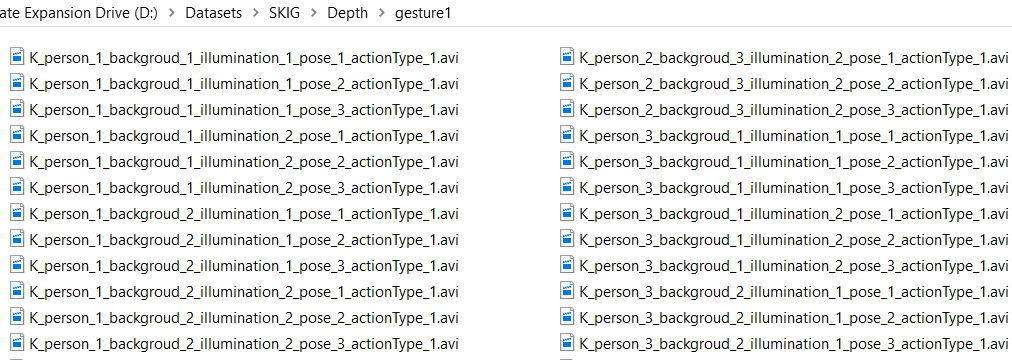 ate Expansion Drive (D:) > Datasets > SKIG > Depth > gesture1
K_person_1_backgroud_1_illumination_1_pose_1_actionType_1.avi
K_person_1_backgroud_1_illumination_1_pose_2_actionType_1.avi
K_person_1_backgroud_1_illumination_1_pose_3_actionType_1.avi
K_person_1_backgroud_1_illumination_2_pose_1_actionType_1.avi
K_person_1_backgroud_1_illumination_2_pose_2_actionType_1.avi
K_person_1_backgroud_1_illumination_2_pose_3_actionType_1.avi
K_person_1_backgroud_2_illumination_1_pose_1_actionType_1.avi
K_person_1_backgroud_2_illumination_1_pose_2_actionType_1.avi
K_person_1_backgroud_2_illumination_1_pose_3_actionType_1.avi
K_person_1_backgroud_2_illumination_2_pose_1_actionType_1.avi
K_person_1_backgroud_2_illumination_2_pose_2_actionType_1.avi
K_person_1_backgroud_2_illumination_2_pose_3_actionType_1.avi
K_person_2_backgroud_3_illumination_2_pose_1_actionType_1.avi
K_person_2_backgroud_3_illumination_2_pose_2_actionType_1.avi
K_person_2_backgroud_3_illumination_2_pose_3_actionType_1.avi
K_person_3_backgroud_1_illumination_1_pose_1_actionType_1.avi
K_person_3_backgroud_1_illumination_1_pose_2_actionType_1.avi
K_person_3_backgroud_1_illumination_1_pose_3_actionType_1.avi
K_person_3_backgroud_1_illumination_2_pose_1_actionType_1.avi
K_person_3_backgroud_1_illumination_2_pose_2_actionType_1.avi
K_person_3_backgroud_1_illumination_2_pose_3_actionType_1.avi
K_person_3_backgroud_2_illumination_1_pose_1_actionType_1.avi
K_person_3_backgroud_2_illumination_1_pose_2_actionType_1.avi
K_person_3_backgroud_2_illumination_1_pose_3_actionType_1.avi